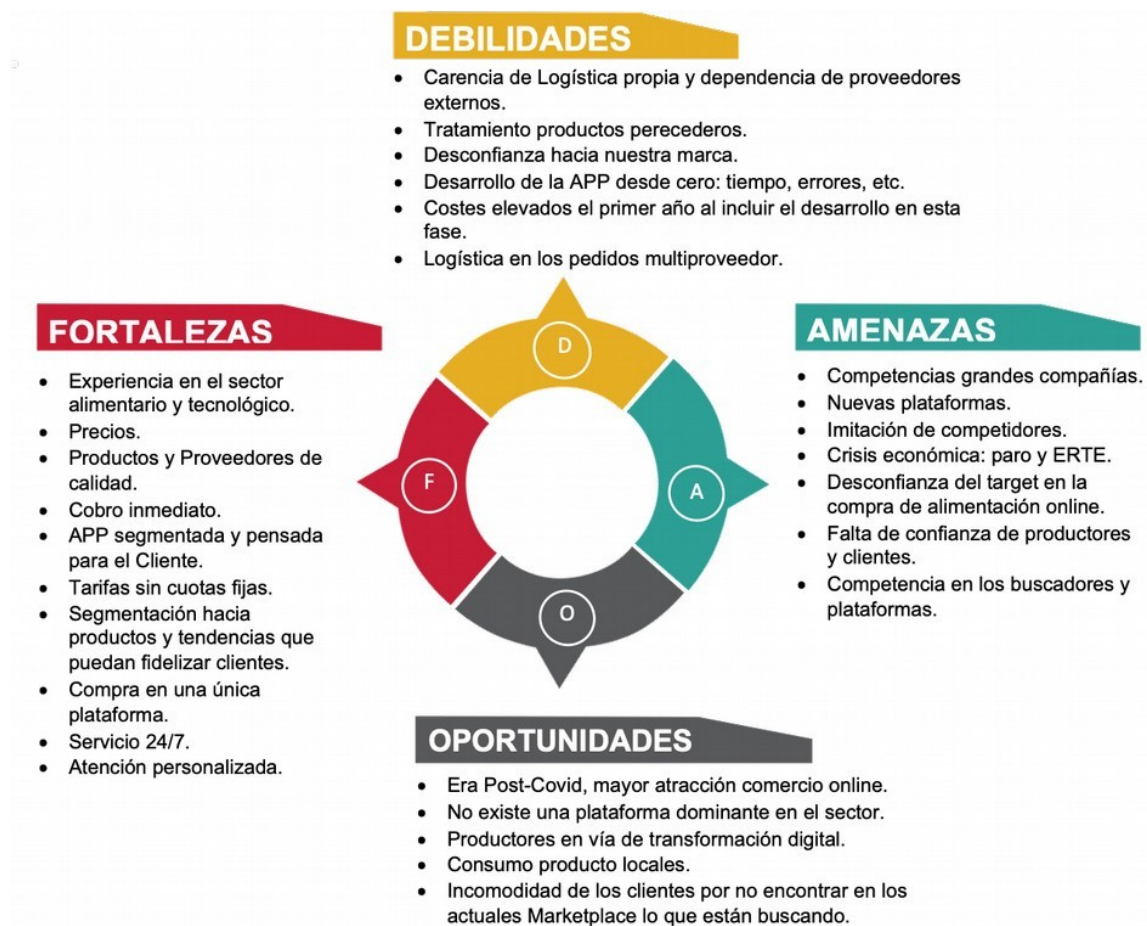 DEBILIDADES
• Carencia de Logística propia y dependencia de proveedores
externos.
• Tratamiento productos perecederos.
• Desconfianza hacia nuestra marca.
• Desarrollo de la APP desde cero: tiempo, errores, etc.
• Costes elevados el primer año al incluir el desarrollo en esta
fase.
• Logística en los pedidos multiproveedor.
FORTALEZAS
• Experiencia en el sector
alimentario y tecnológico.
• Precios.
• Productos y Proveedores de
calidad.
• Cobro inmediato.
• APP segmentada y pensada
para el Cliente.
• Tarifas sin cuotas fijas.
• Segmentación hacia
productos y tendencias que
puedan fidelizar clientes.
• Compra en una única
plataforma.
• Servicio 24/7.
• Atención personalizada.
D
F
A
O
AMENAZAS
• Competencias grandes compañías.
• Nuevas plataformas.
• Imitación de competidores.
• Crisis económica: paro y ERTE.
• Desconfianza del target en la
compra de alimentación online.
• Falta de confianza de productores
y clientes.
• Competencia en los buscadores y
plataformas.
OPORTUNIDADES
• Era Post-Covid, mayor atracción comercio online.
• No existe una plataforma dominante en el sector.
• Productores en vía de transformación digital.
• Consumo producto locales.
• Incomodidad de los clientes por no encontrar en los
actuales Marketplace lo que están buscando.